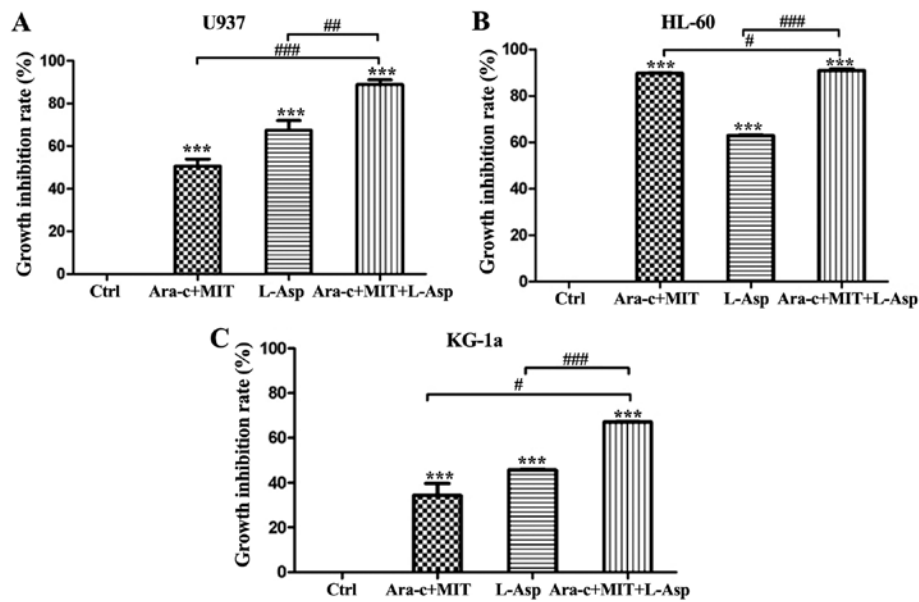 A
U937
##
###
Growth inhibition rate (%)
100
80
60
40
20
0
***
***
***
Ctrl Ara-c+MIT L-Asp Ara-c+MIT+L-Asp
B
HL-60
###
#
Growth inhibition rate (%)
100
80
60
40
20
0
***
***
***
Ctrl Ara-c+MIT L-Asp Ara-c+MIT+L-Asp
C
KG-1a
###
#
Growth inhibition rate (%)
100
80
60
40
20
0
***
***
***
Ctrl Ara-c+MIT L-Asp Ara-c+MIT+L-Asp